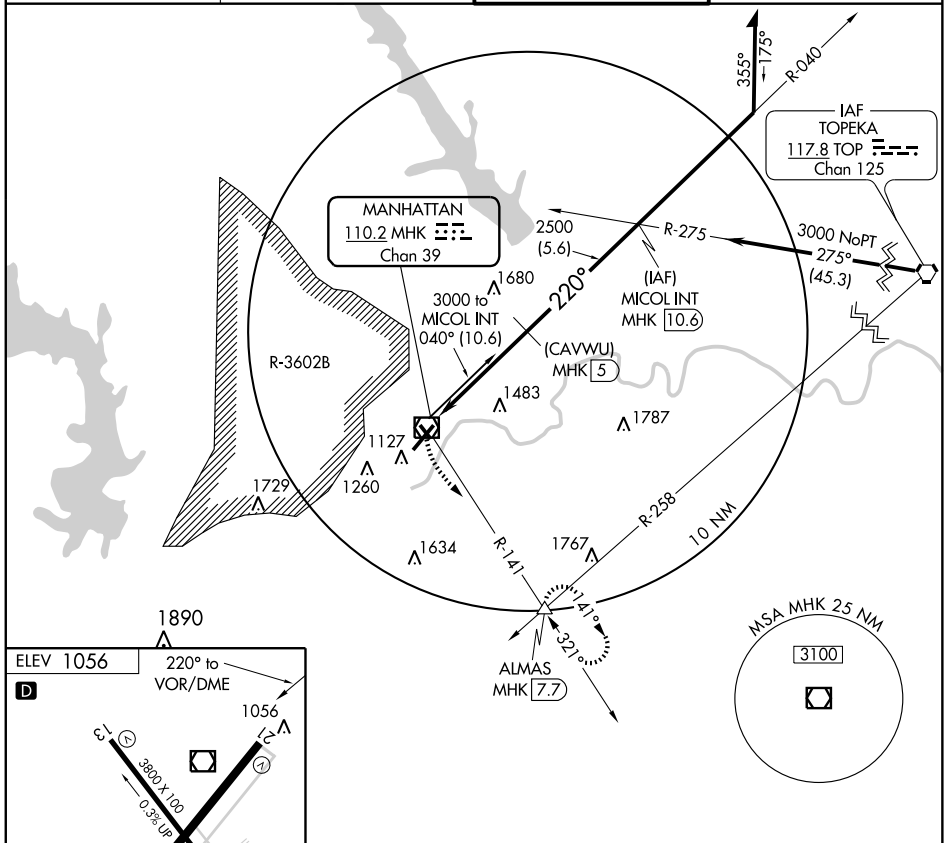 355°
←175°
R-040
IAF
TOPEKA
117.8 TOP
Chan 125
MANHATTAN
110.2 MHK
Chan 39
2500
(5.6)
R-275
3000 NoPT
275°
(45.3)
1680
220°
(IAF)
MICOL INT
MHK 10.6
3000 to
MICOL INT
040° (10.6)
(CAVWU)
MHK 5
R-3602B
1483
1787
1127
1260
1729
R-258
10 NM
1634
R-141
1767
141°
321°
1890
ALMAS
MHK 7.7
MSA MHK 25 NM
3100
ELEV 1056
D
220° to
VOR/DME
1056
13
V
21
V
3800 X 100
0.3% UP